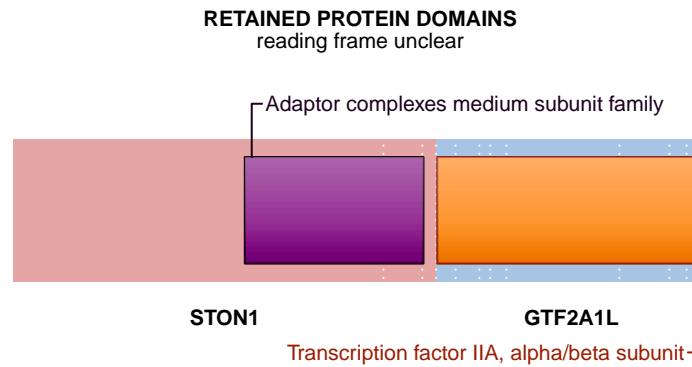 RETAINED PROTEIN DOMAINS
reading frame unclear
Adaptor complexes medium subunit family
STON1
GTF2A1L
Transcription factor IIA, alpha/beta subunit